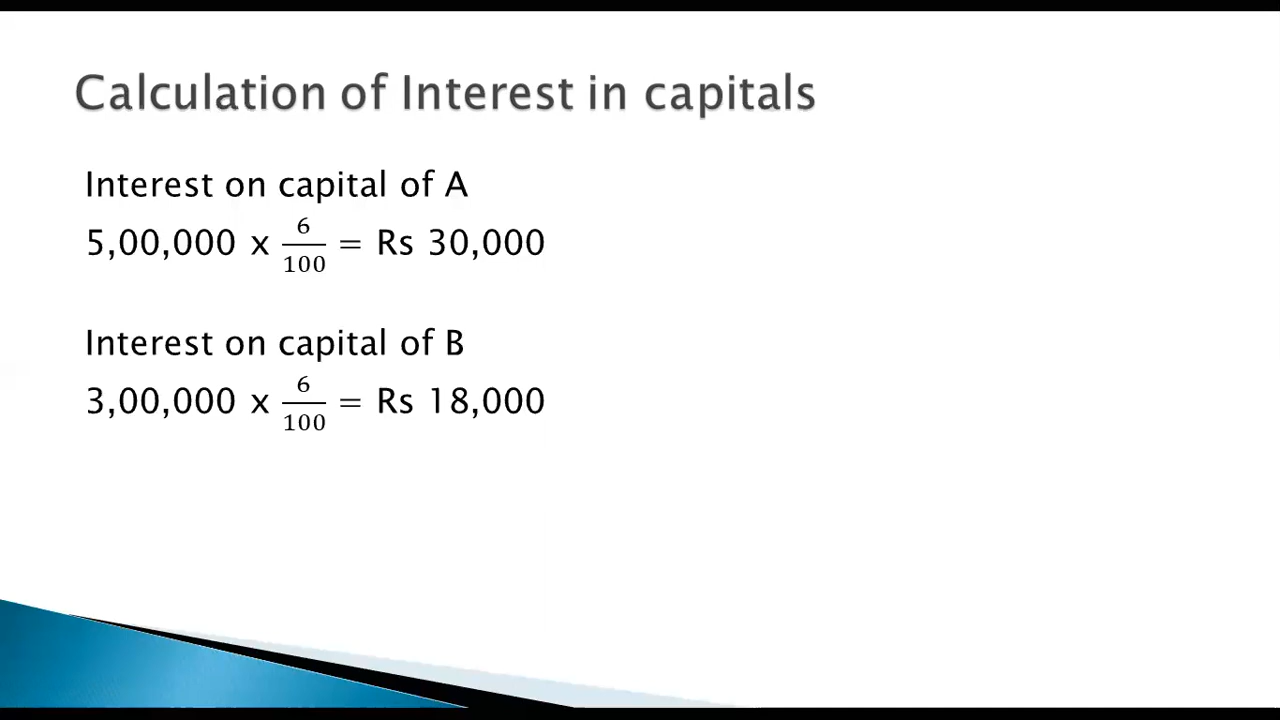 Calculation of Interest in capitals
Interest on capital of A
5,00,000 x 6/100 = Rs 30,000
Interest on capital of B
3,00,000 x 6/100 = Rs 18,000